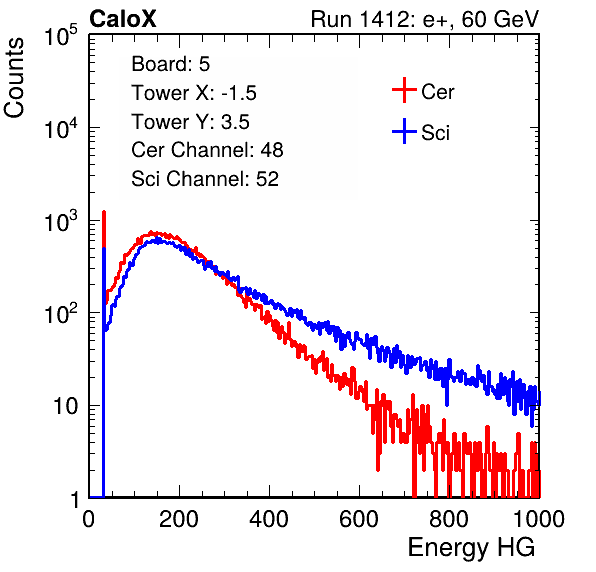 CaloX
Run 1412: e+, 60 GeV
Counts
10^5
10^4
10^3
10^2
10
1
Board: 5
Tower X: -1.5
Tower Y: 3.5
Cer Channel: 48
Sci Channel: 52
Cer
Sci
0 200 400 600 800 1000
Energy HG